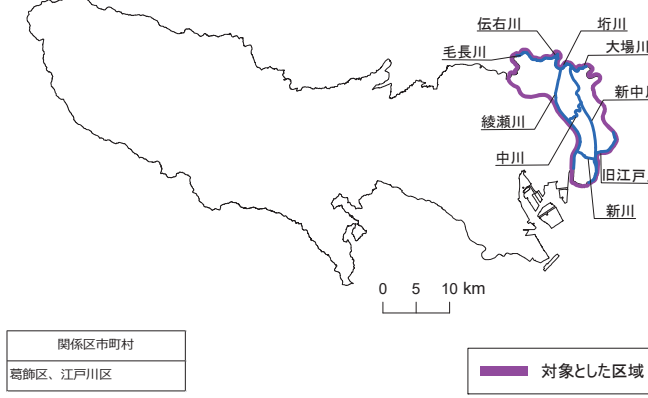 伝右川
垳川
毛長川
大場川
新中川
綾瀬川
中川
旧江戸
新川
0 5 10 km
関係区市町村
葛飾区、江戸川区
対象とした区域